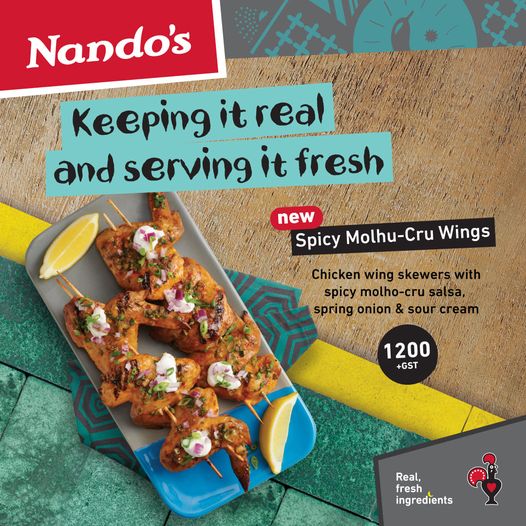 Nando's
Keeping it real
and serving it fresh
new
Spicy Molhu-Cru Wings
Chicken wing skewers with
spicy molho-cru salsa,
spring onion & sour cream
1200
+GST
Real,
fresh
ingredients